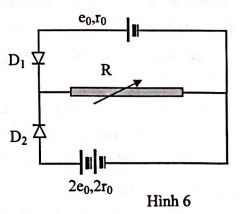 e₀,r₀
D₁
R
D₂
2e₀,2r₀
Hình 6